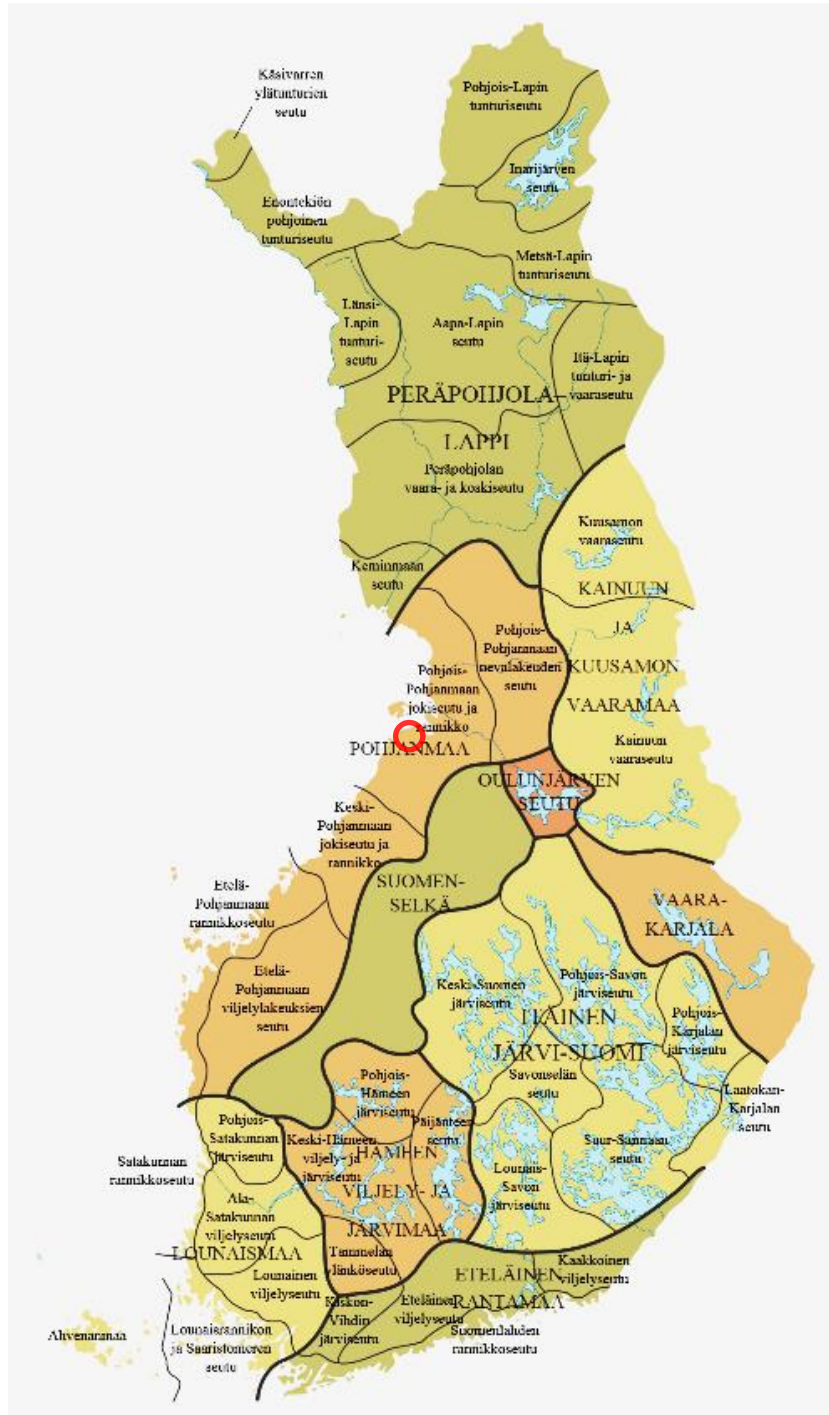 Käsivarren
ylätunturien
seutu
Pohjois-Lapin
tunturiseutu
Inarijärven
seutu
Enontekiön
pohjoinen
tunturiseutu
Metsä-Lapin
tunturiseutu
Länsi-
Lapin
tunturi-
seutu
Aapa-Lapin
seutu
Itä-Lapin
tunturi- ja
vaaraseutu
PERÄPOHJOLA–
LAPPI
Peräpohjolan
vaara- ja koskiseutu
Kuusamon
vaaraseutu
Keminmaan
seutu
KAINUUN
JA
KUUSAMON
VAARAMAA
Kainuun
vaaraseutu
Pohjois-
Pohjanmaan
nevalakeuden
seutu
Pohjois-
Pohjanmaan
jokiseutu ja
rannikko
POHJANMAA
OULUNJÄRVEN
SEUTU
Keski-
Pohjanmaan
jokiseutu ja
rannikko
SUOMEN-
SELKÄ
Etelä-
Pohjanmaan
rannikkoseutu
VAARA-
KARJALA
Etelä-
Pohjanmaan
viljelylakeuksien
seutu
Keski-Suomen
järviseutu
Pohjois-Savon
järviseutu
Pohjois-
Karjalan
järviseutu
ITÄINEN
JÄRVI-SUOMI
Savonselän
seutu
Laatokan-
Karjalan
seutu
Pohjois-
Hämeen
järviseutu
Päijänteen
seutu
Pohjois-
Satakunnan
järviseutu
Keski-Hämeen
viljely- ja
järviseutu
HÄMEEN
VILJELY- JA
JÄRVIMAA
Lounais-
Savon
järviseutu
Suur-Saimaan
seutu
Satakunnan
rannikkoseutu
Ala-
Satakunnan
viljelyseutu
LOUNAISMAA
Tammelan
ylänköseutu
Lounainen
viljelyseutu
ETELÄINEN
RANTAMAA
Kaakkoinen
viljelyseutu
Kiskon-
Vihdin
järviseutu
Eteläinen
viljelyseutu
Suomenlahden
rannikkoseutu
Ahvenanmaa
Lounaisrannikon
ja Saaristomeren
seutu